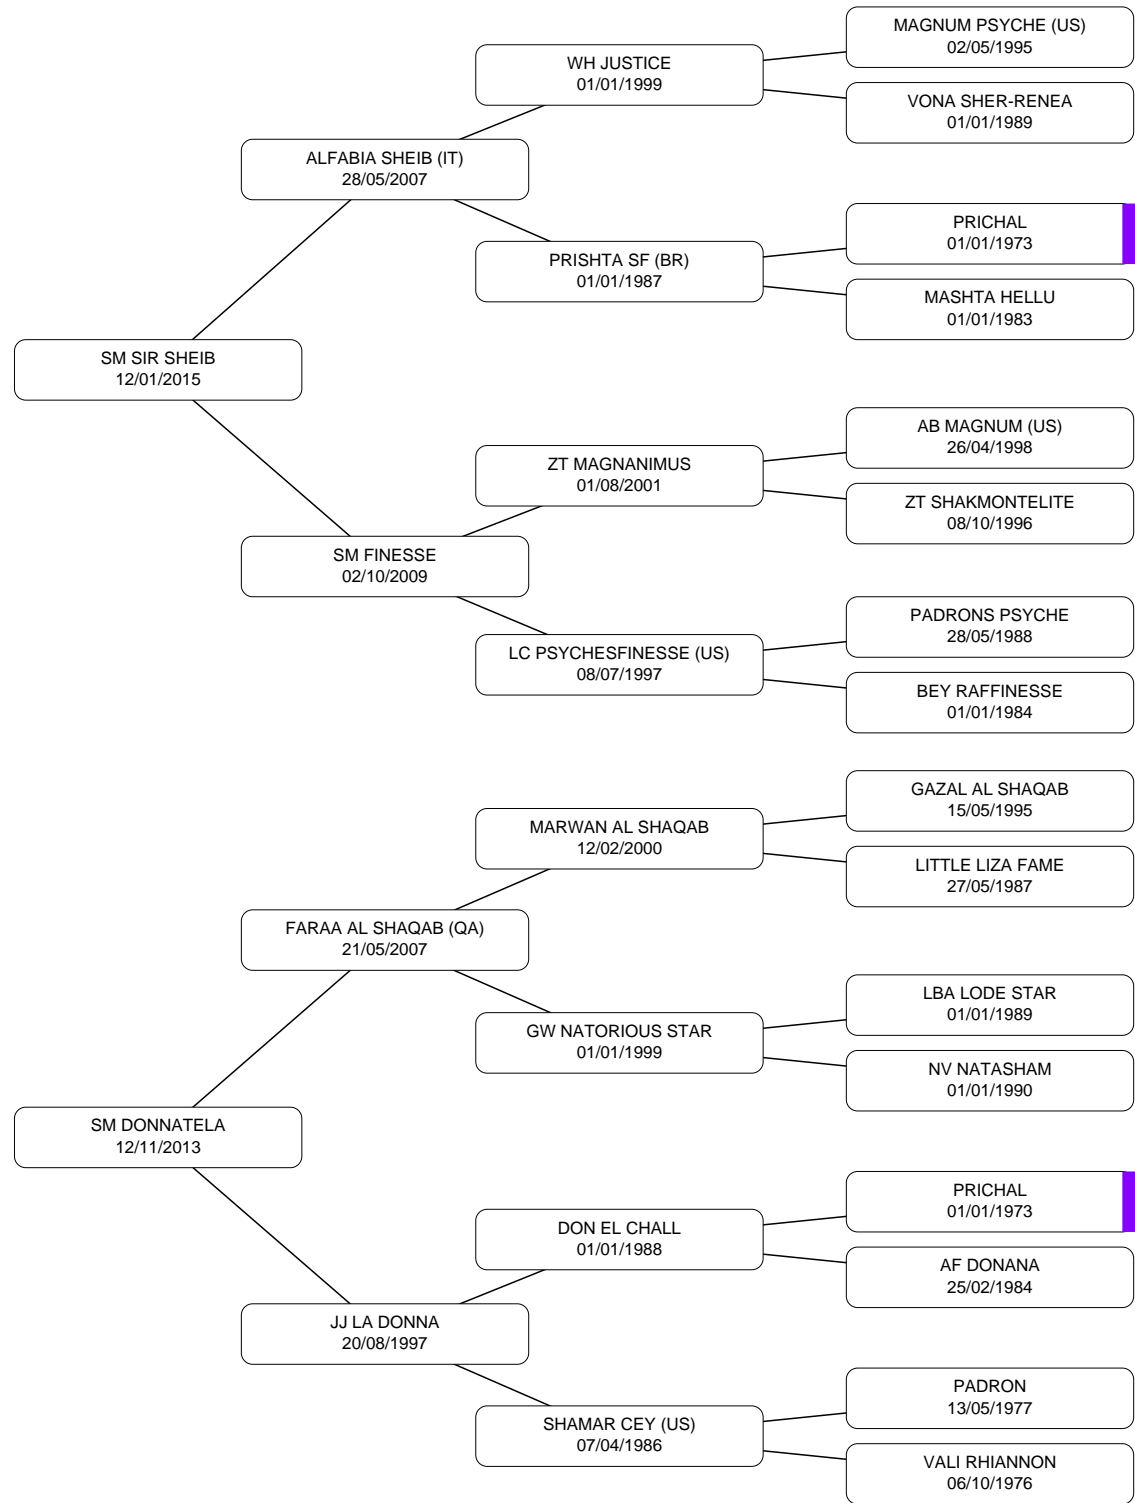 MAGNUM PSYCHE (US)
02/05/1995
WH JUSTICE
01/01/1999
VONA SHER-RENEA
01/01/1989
ALFABIA SHEIB (IT)
28/05/2007
PRICHAL
01/01/1973
PRISHTA SF (BR)
01/01/1987
MASHTA HELLU
01/01/1983
SM SIR SHEIB
12/01/2015
AB MAGNUM (US)
26/04/1998
ZT MAGNANIMUS
01/08/2001
ZT SHAKMONTELITE
08/10/1996
SM FINESSE
02/10/2009
PADRONS PSYCHE
28/05/1988
LC PSYCHESFINESSE (US)
08/07/1997
BEY RAFFINESSE
01/01/1984
GAZAL AL SHAQAB
15/05/1995
MARWAN AL SHAQAB
12/02/2000
LITTLE LIZA FAME
27/05/1987
FARAA AL SHAQAB (QA)
21/05/2007
LBA LODE STAR
01/01/1989
GW NATORIOUS STAR
01/01/1999
NV NATASHAM
01/01/1990
SM DONNATELA
12/11/2013
PRICHAL
01/01/1973
DON EL CHALL
01/01/1988
AF DONANA
25/02/1984
JJ LA DONNA
20/08/1997
PADRON
13/05/1977
SHAMAR CEY (US)
07/04/1986
VALI RHIANNON
06/10/1976